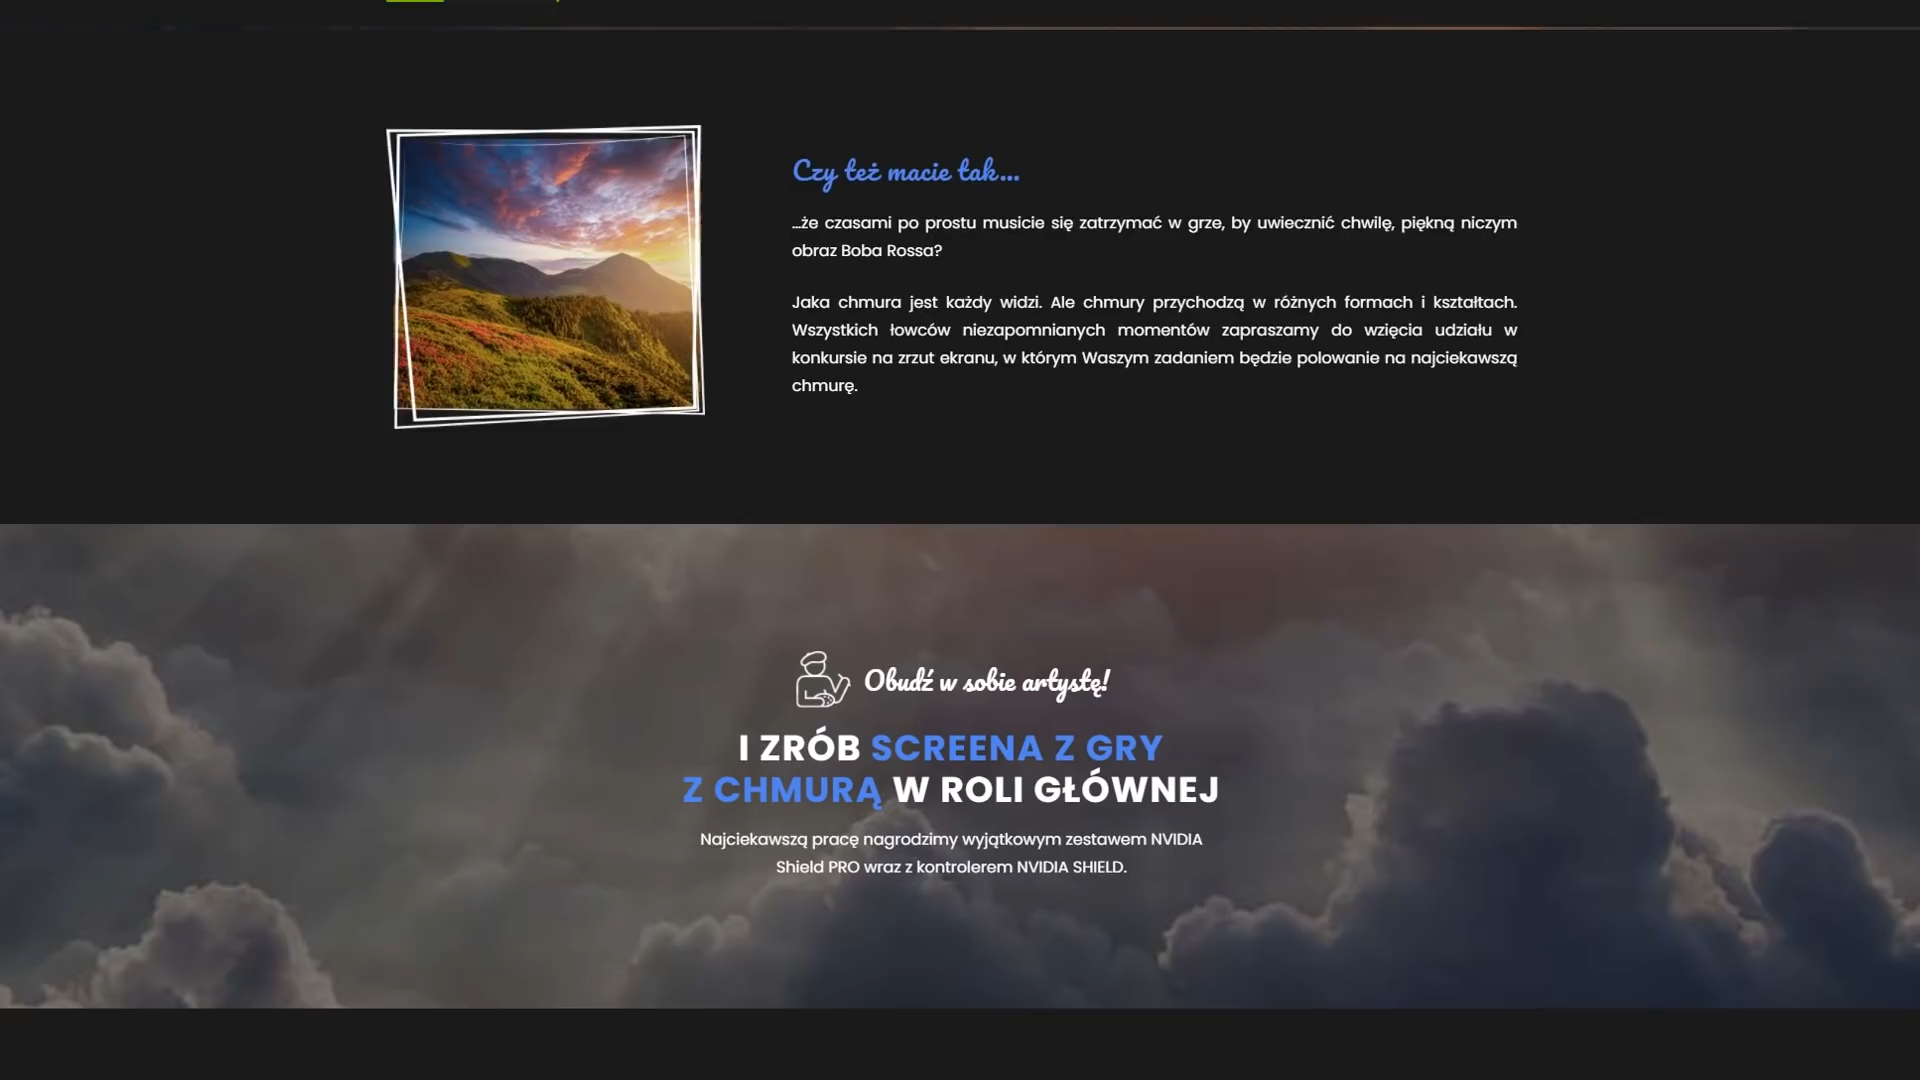 Czy też macie tak...
...że czasami po prostu musicie się zatrzymać w grze, by uwiecznić chwilę, piękną niczym
obraz Boba Rossa?
Jaka chmura jest każdy widzi. Ale chmury przychodzą w różnych formach i kształtach.
Wszystkich łowców niezapomnianych momentów zapraszamy do wzięcia udziału w
konkursie na zrzut ekranu, w którym Waszym zadaniem będzie polowanie na najciekawszą
chmurę.
Obudź w sobie artystę!
I ZRÓB SCREENA Z GRY
Z CHMURĄ W ROLI GŁÓWNEJ
Najciekawszą pracę nagrodzimy wyjątkowym zestawem NVIDIA
Shield PRO wraz z kontrolerem NVIDIA SHIELD.